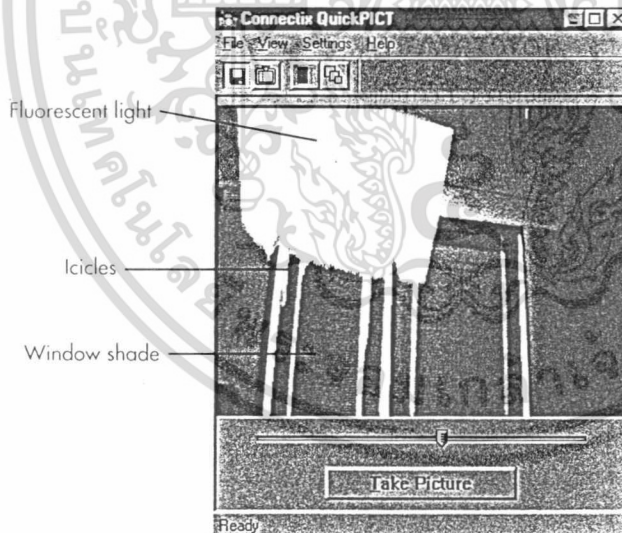 Connectix QuickPICT
File View Settings Help
Fluorescent light
Icicles
Window shade
Take Picture
Ready